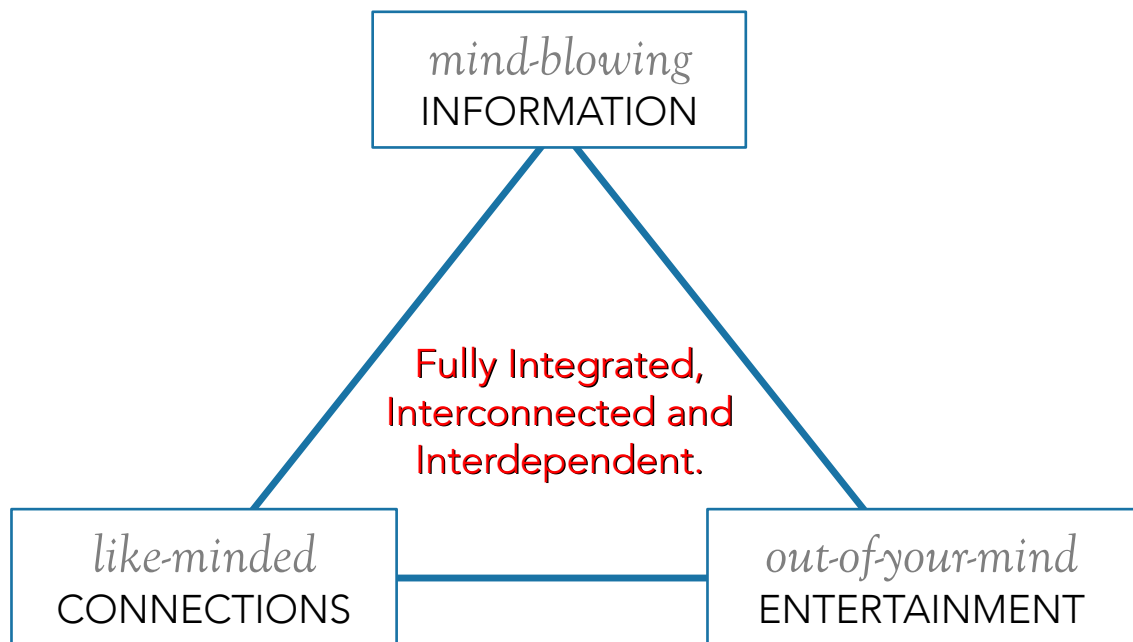 mind-blowing
INFORMATION
Fully Integrated,
Interconnected and
Interdependent.
like-minded
CONNECTIONS
out-of-your-mind
ENTERTAINMENT